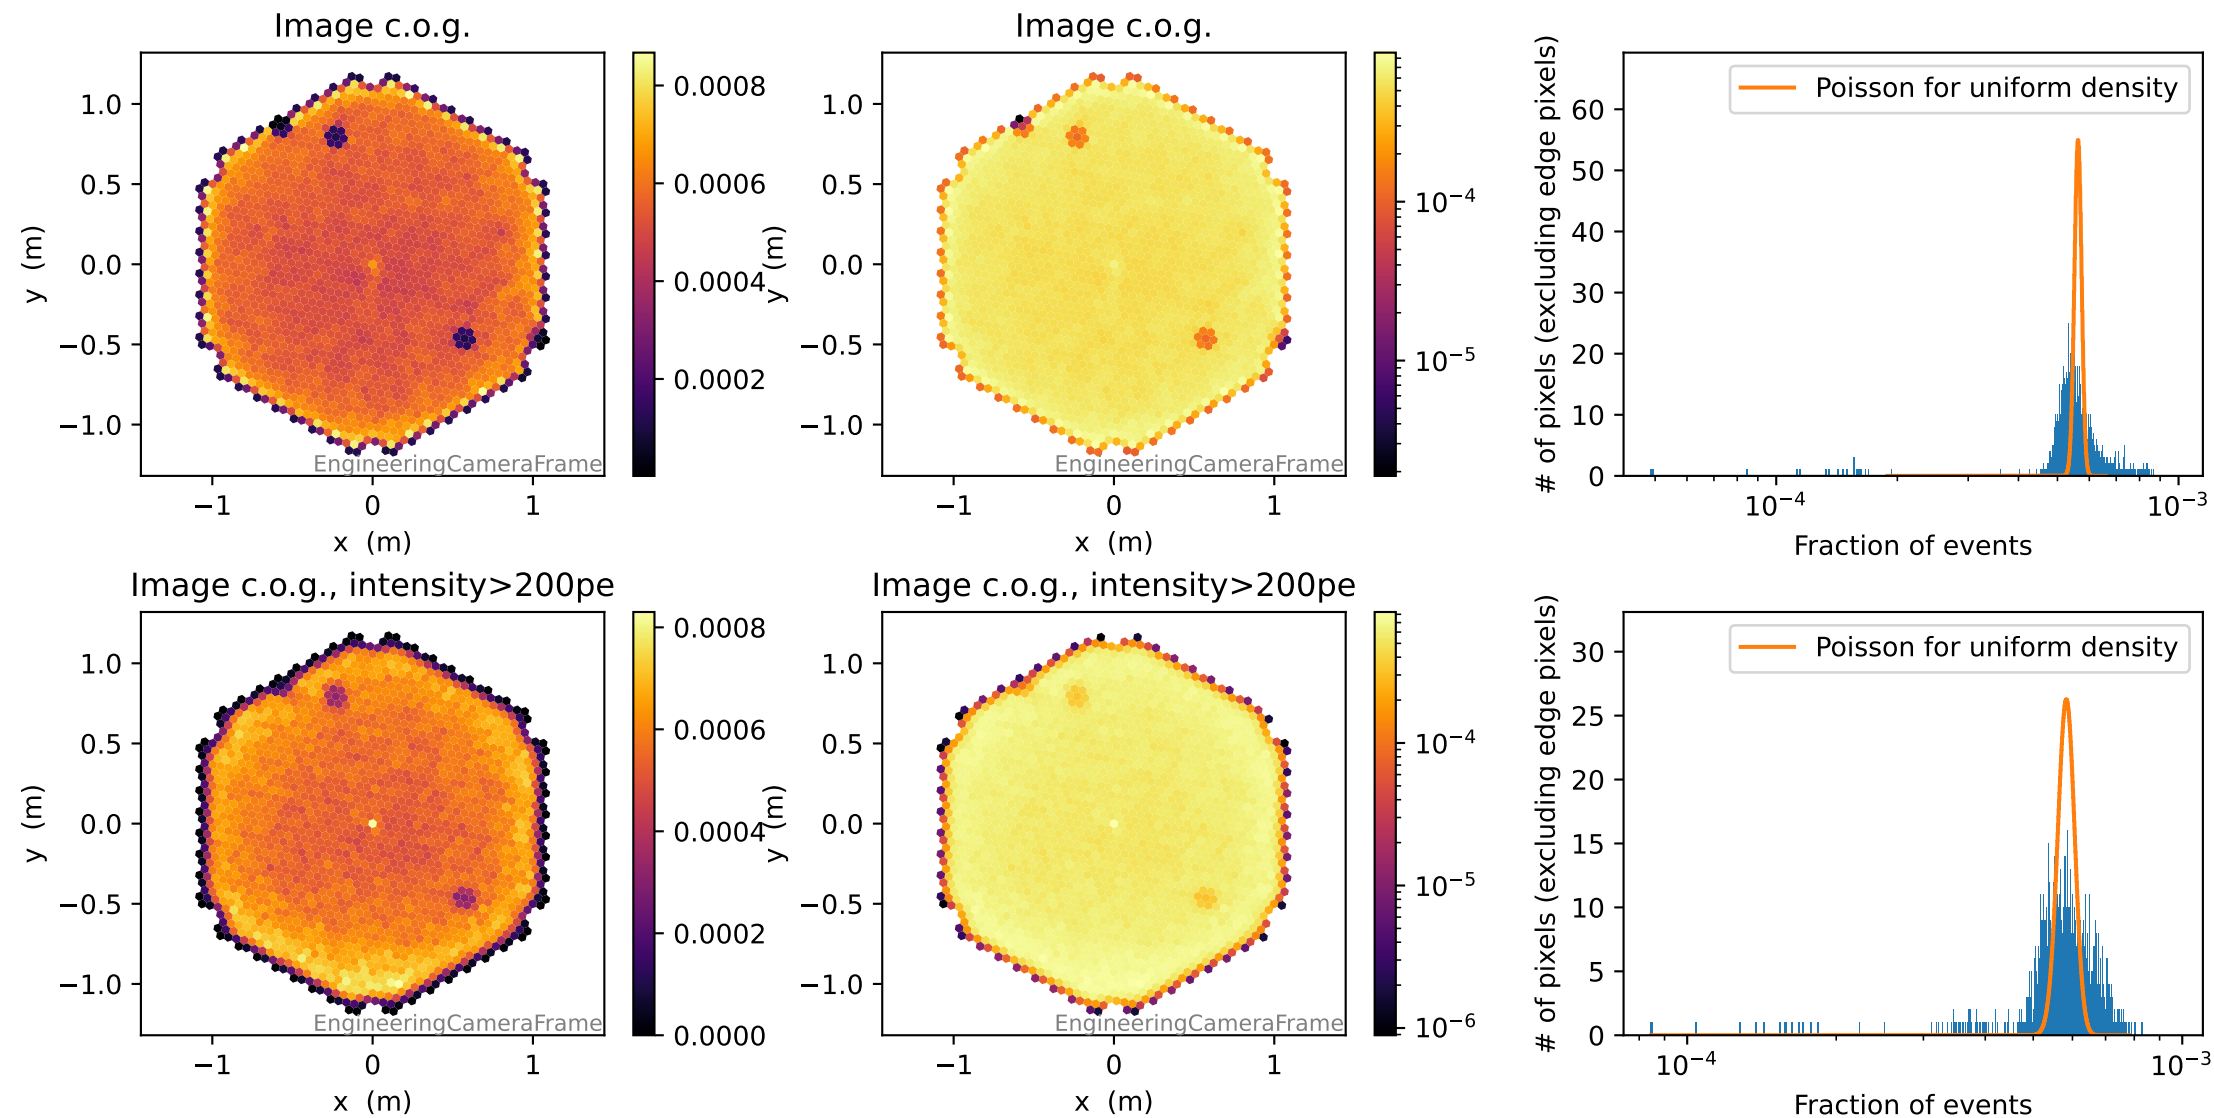 Image c.o.g.
1.0
0.5
0.0
−0.5
−1.0
y (m)
−1
0
1
x (m)
EngineeringCameraFrame
0.0008
0.0006
0.0004
0.0002
Image c.o.g.
1.0
0.5
0.0
−0.5
−1.0
y (m)
−1
0
1
x (m)
EngineeringCameraFrame
10⁻⁴
10⁻⁵
# of pixels (excluding edge pixels)
60
50
40
30
20
10
0
Poisson for uniform density
10⁻⁴
10⁻³
Fraction of events
Image c.o.g., intensity>200pe
1.0
0.5
0.0
−0.5
−1.0
y (m)
−1
0
1
x (m)
EngineeringCameraFrame
0.0008
0.0006
0.0004
0.0002
0.0000
Image c.o.g., intensity>200pe
1.0
0.5
0.0
−0.5
−1.0
y (m)
−1
0
1
x (m)
EngineeringCameraFrame
10⁻⁴
10⁻⁵
10⁻⁶
# of pixels (excluding edge pixels)
30
25
20
15
10
5
0
Poisson for uniform density
10⁻⁴
10⁻³
Fraction of events